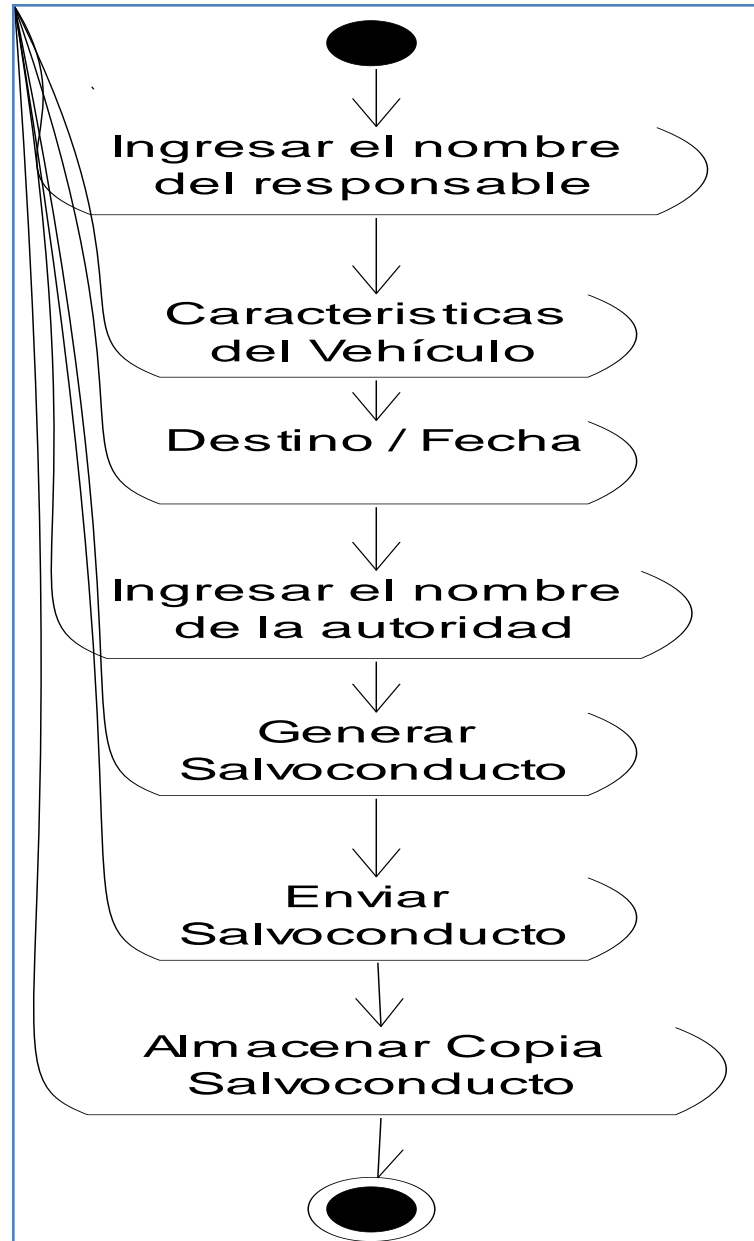 Ingresar el nombre
del responsable
Caracteristicas
del Vehículo
Destino / Fecha
Ingresar el nombre
de la autoridad
Generar
Salvoconducto
Enviar
Salvoconducto
Almacenar Copia
Salvoconducto